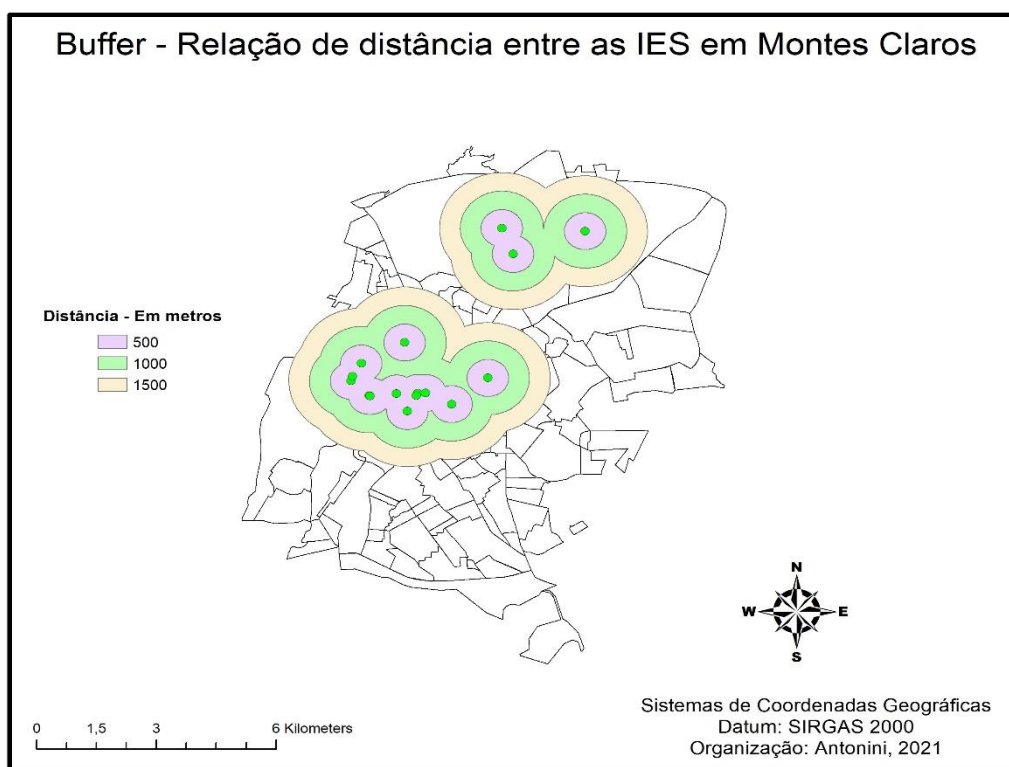 Buffer - Relação de distância entre as IES em Montes Claros
Distância - Em metros
500
1000
1500
N
W E
S
0 1,5 3 6 Kilometers
Sistemas de Coordenadas Geográficas
Datum: SIRGAS 2000
Organização: Antonini, 2021